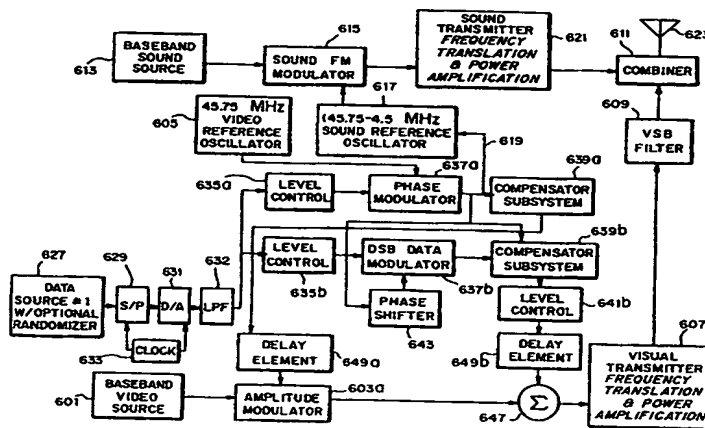 613
BASEBAND
SOUND
SOURCE
615
SOUND FM
MODULATOR
SOUND
TRANSMITTER
FREQUENCY
TRANSLATION
& POWER
AMPLIFICATION
621
611
COMBINER
623
605
45.75 MHz
VIDEO
REFERENCE
OSCILLATOR
617
(45.75-4.5) MHz
SOUND REFERENCE
OSCILLATOR
619
609
VSB
FILTER
635a
LEVEL
CONTROL
637a
PHASE
MODULATOR
639a
COMPENSATOR
SUBSYSTEM
627
DATA
SOURCE #1
W/OPTIONAL
RANDOMIZER
629
S/P
631
D/A
632
LPF
633
CLOCK
LEVEL
CONTROL
635b
DSB DATA
MODULATOR
637b
PHASE
SHIFTER
643
639b
COMPENSATOR
SUBSYSTEM
LEVEL
CONTROL
641b
DELAY
ELEMENT
649a
DELAY
ELEMENT
649b
607
VISUAL
TRANSMITTER
FREQUENCY
TRANSLATION
& POWER
AMPLIFICATION
601
BASEBAND
VIDEO
SOURCE
603a
AMPLITUDE
MODULATOR
Σ
647